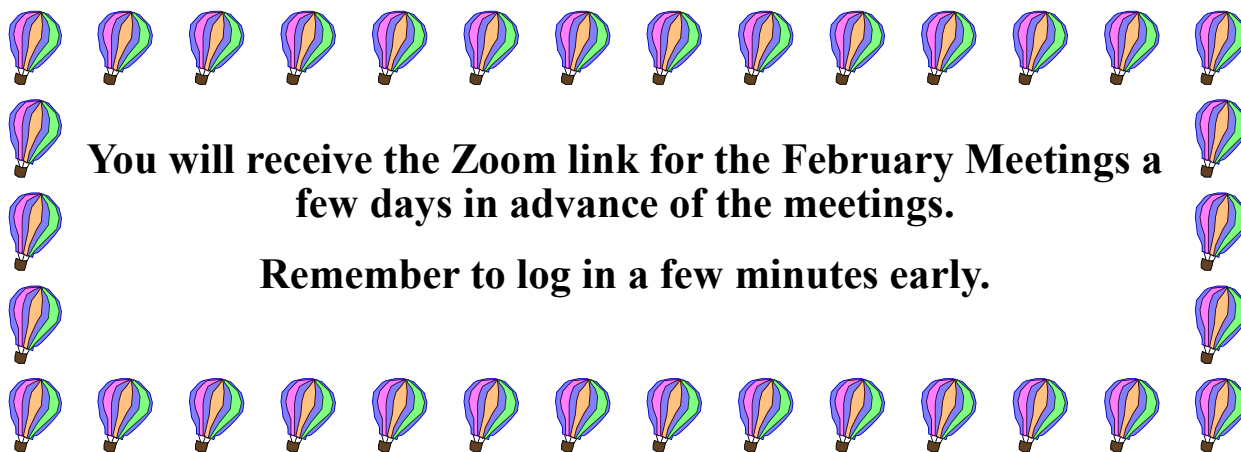 You will receive the Zoom link for the February Meetings a
few days in advance of the meetings.
Remember to log in a few minutes early.